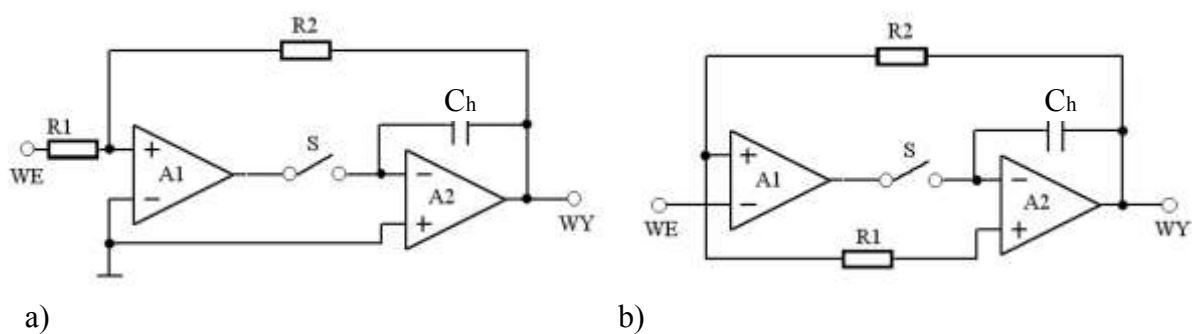 R2
Ch
R1
S
WE
+
A1
−
−
A2
+
WY
a)
R2
Ch
S
+
A1
−
−
A2
+
WE
R1
WY
b)